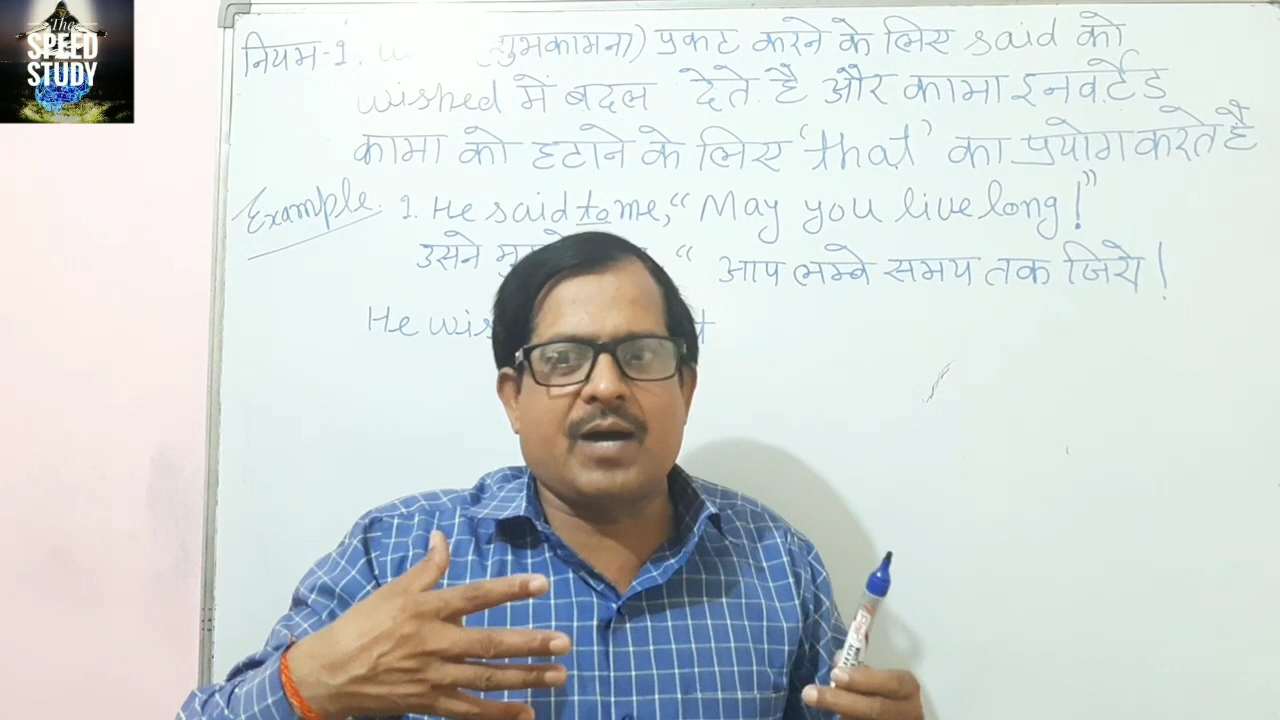 The
SPEED
STUDY
नियम-1. शुभकामना) प्रकट करने के लिए said को
wished में बदल देते है और कामा इनवर्टेड
कामा को हटाने के लिए 'that' का प्रयोग करते है
Example. 1. He said to me, "May you live long!"
उसने " आप लम्बे समय तक जिये!
He